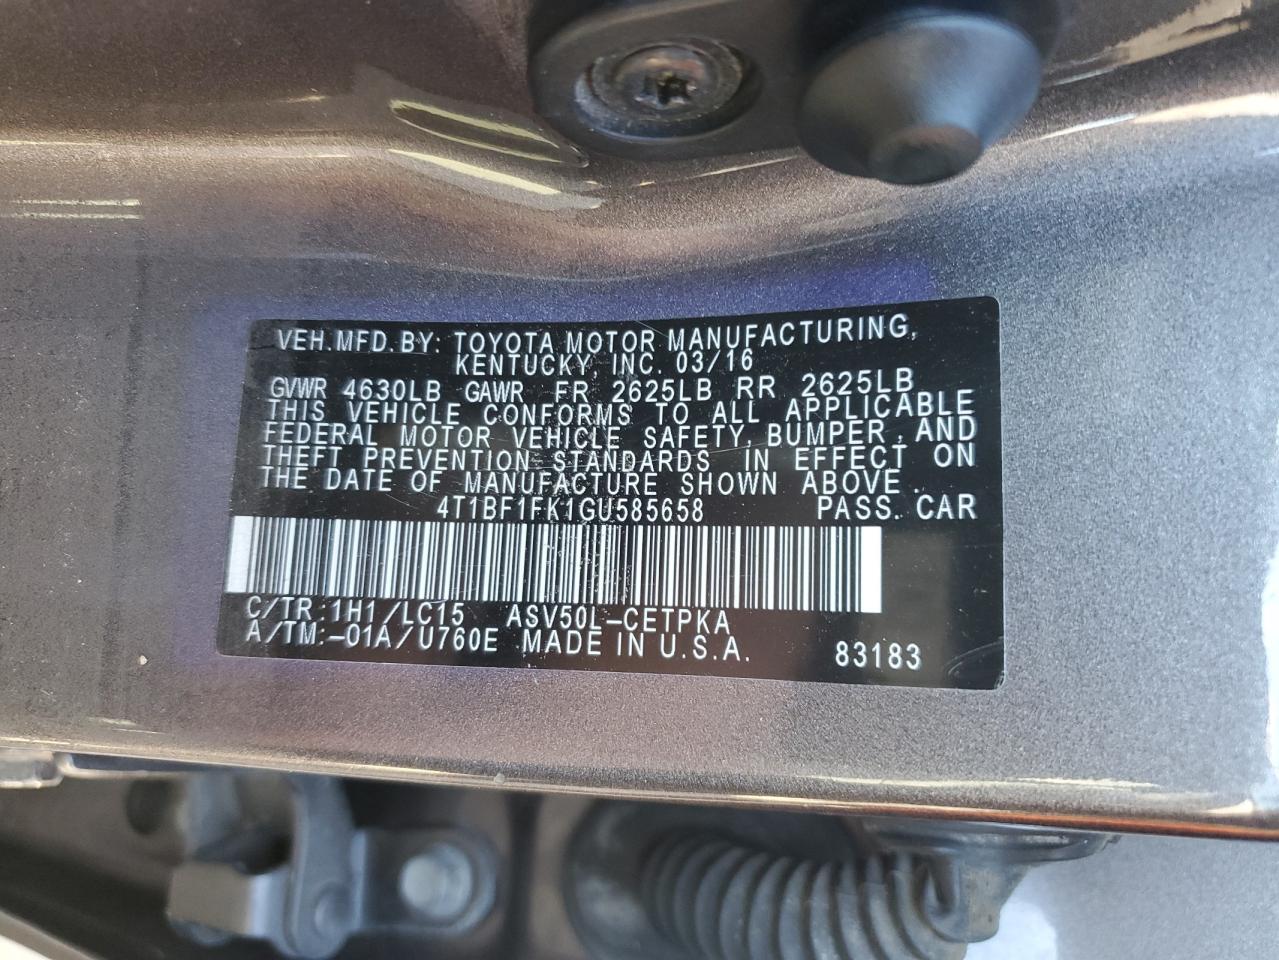 VEH.MFD.BY: TOYOTA MOTOR MANUFACTURING,
KENTUCKY, INC. 03/16
GVWR 4630LB GAWR FR 2625LB RR 2625LB
THIS VEHICLE CONFORMS TO ALL APPLICABLE
FEDERAL MOTOR VEHICLE SAFETY, BUMPER, AND
THEFT PREVENTION STANDARDS IN EFFECT ON
THE DATE OF MANUFACTURE SHOWN ABOVE.
4T1BF1FK1GU585658 PASS. CAR
C/TR: 1H1/LC15 ASV50L-CETPKA
A/TM:-01A/U760E MADE IN U.S.A. 83183